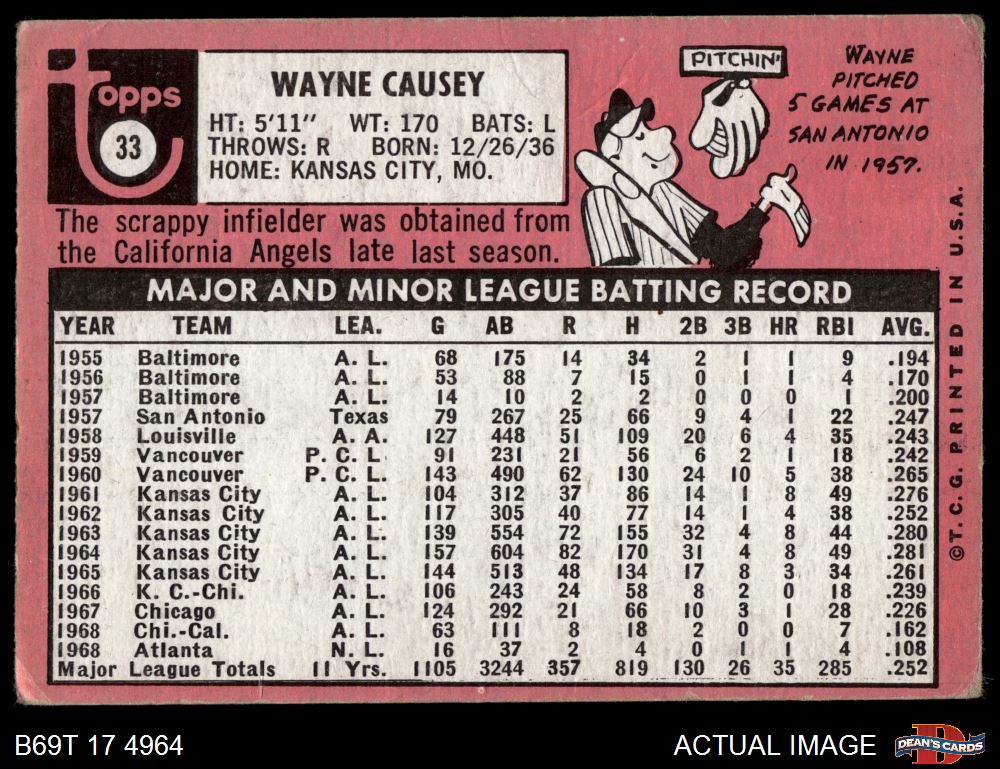 topps
33
WAYNE CAUSEY
HT: 5'11" WT: 170 BATS: L
THROWS: R BORN: 12/26/36
HOME: KANSAS CITY, MO.
The scrappy infielder was obtained from
the California Angels late last season.
PITCHIN'
WAYNE
PITCHED
5 GAMES AT
SAN ANTONIO
IN 1957.
MAJOR AND MINOR LEAGUE BATTING RECORD
YEAR TEAM LEA. G AB R H 2B 3B HR RBI AVG.
1955 Baltimore A. L. 68 175 14 34 2 1 1 9 .194
1956 Baltimore A. L. 53 88 7 15 0 1 1 4 .170
1957 Baltimore A. L. 14 10 2 2 0 0 0 1 .200
1957 San Antonio Texas 79 267 25 66 9 4 1 22 .247
1958 Louisville A. A. 127 448 51 109 20 6 4 35 .243
1959 Vancouver P. C. L. 91 231 21 56 6 2 1 18 .242
1960 Vancouver P. C. L. 143 490 62 130 24 10 5 38 .265
1961 Kansas City A. L. 104 312 37 86 14 1 8 49 .276
1962 Kansas City A. L. 117 305 40 77 14 1 4 38 .252
1963 Kansas City A. L. 139 554 72 155 32 4 8 44 .280
1964 Kansas City A. L. 157 604 82 170 31 4 8 49 .281
1965 Kansas City A. L. 144 513 48 134 17 8 3 34 .261
1966 K. C.-Chi. A. L. 106 243 24 58 8 2 0 18 .239
1967 Chicago A. L. 124 292 21 66 10 3 1 28 .226
1968 Chi.-Cal. A. L. 63 111 8 18 2 0 0 7 .162
1968 Atlanta N. L. 16 37 2 4 0 1 1 4 .108
Major League Totals 11 Yrs. 1105 3244 357 819 130 26 35 285 .252
©T. C. G. PRINTED IN U.S.A.
B69T 17 4964
ACTUAL IMAGE
D
DEAN'S CARDS